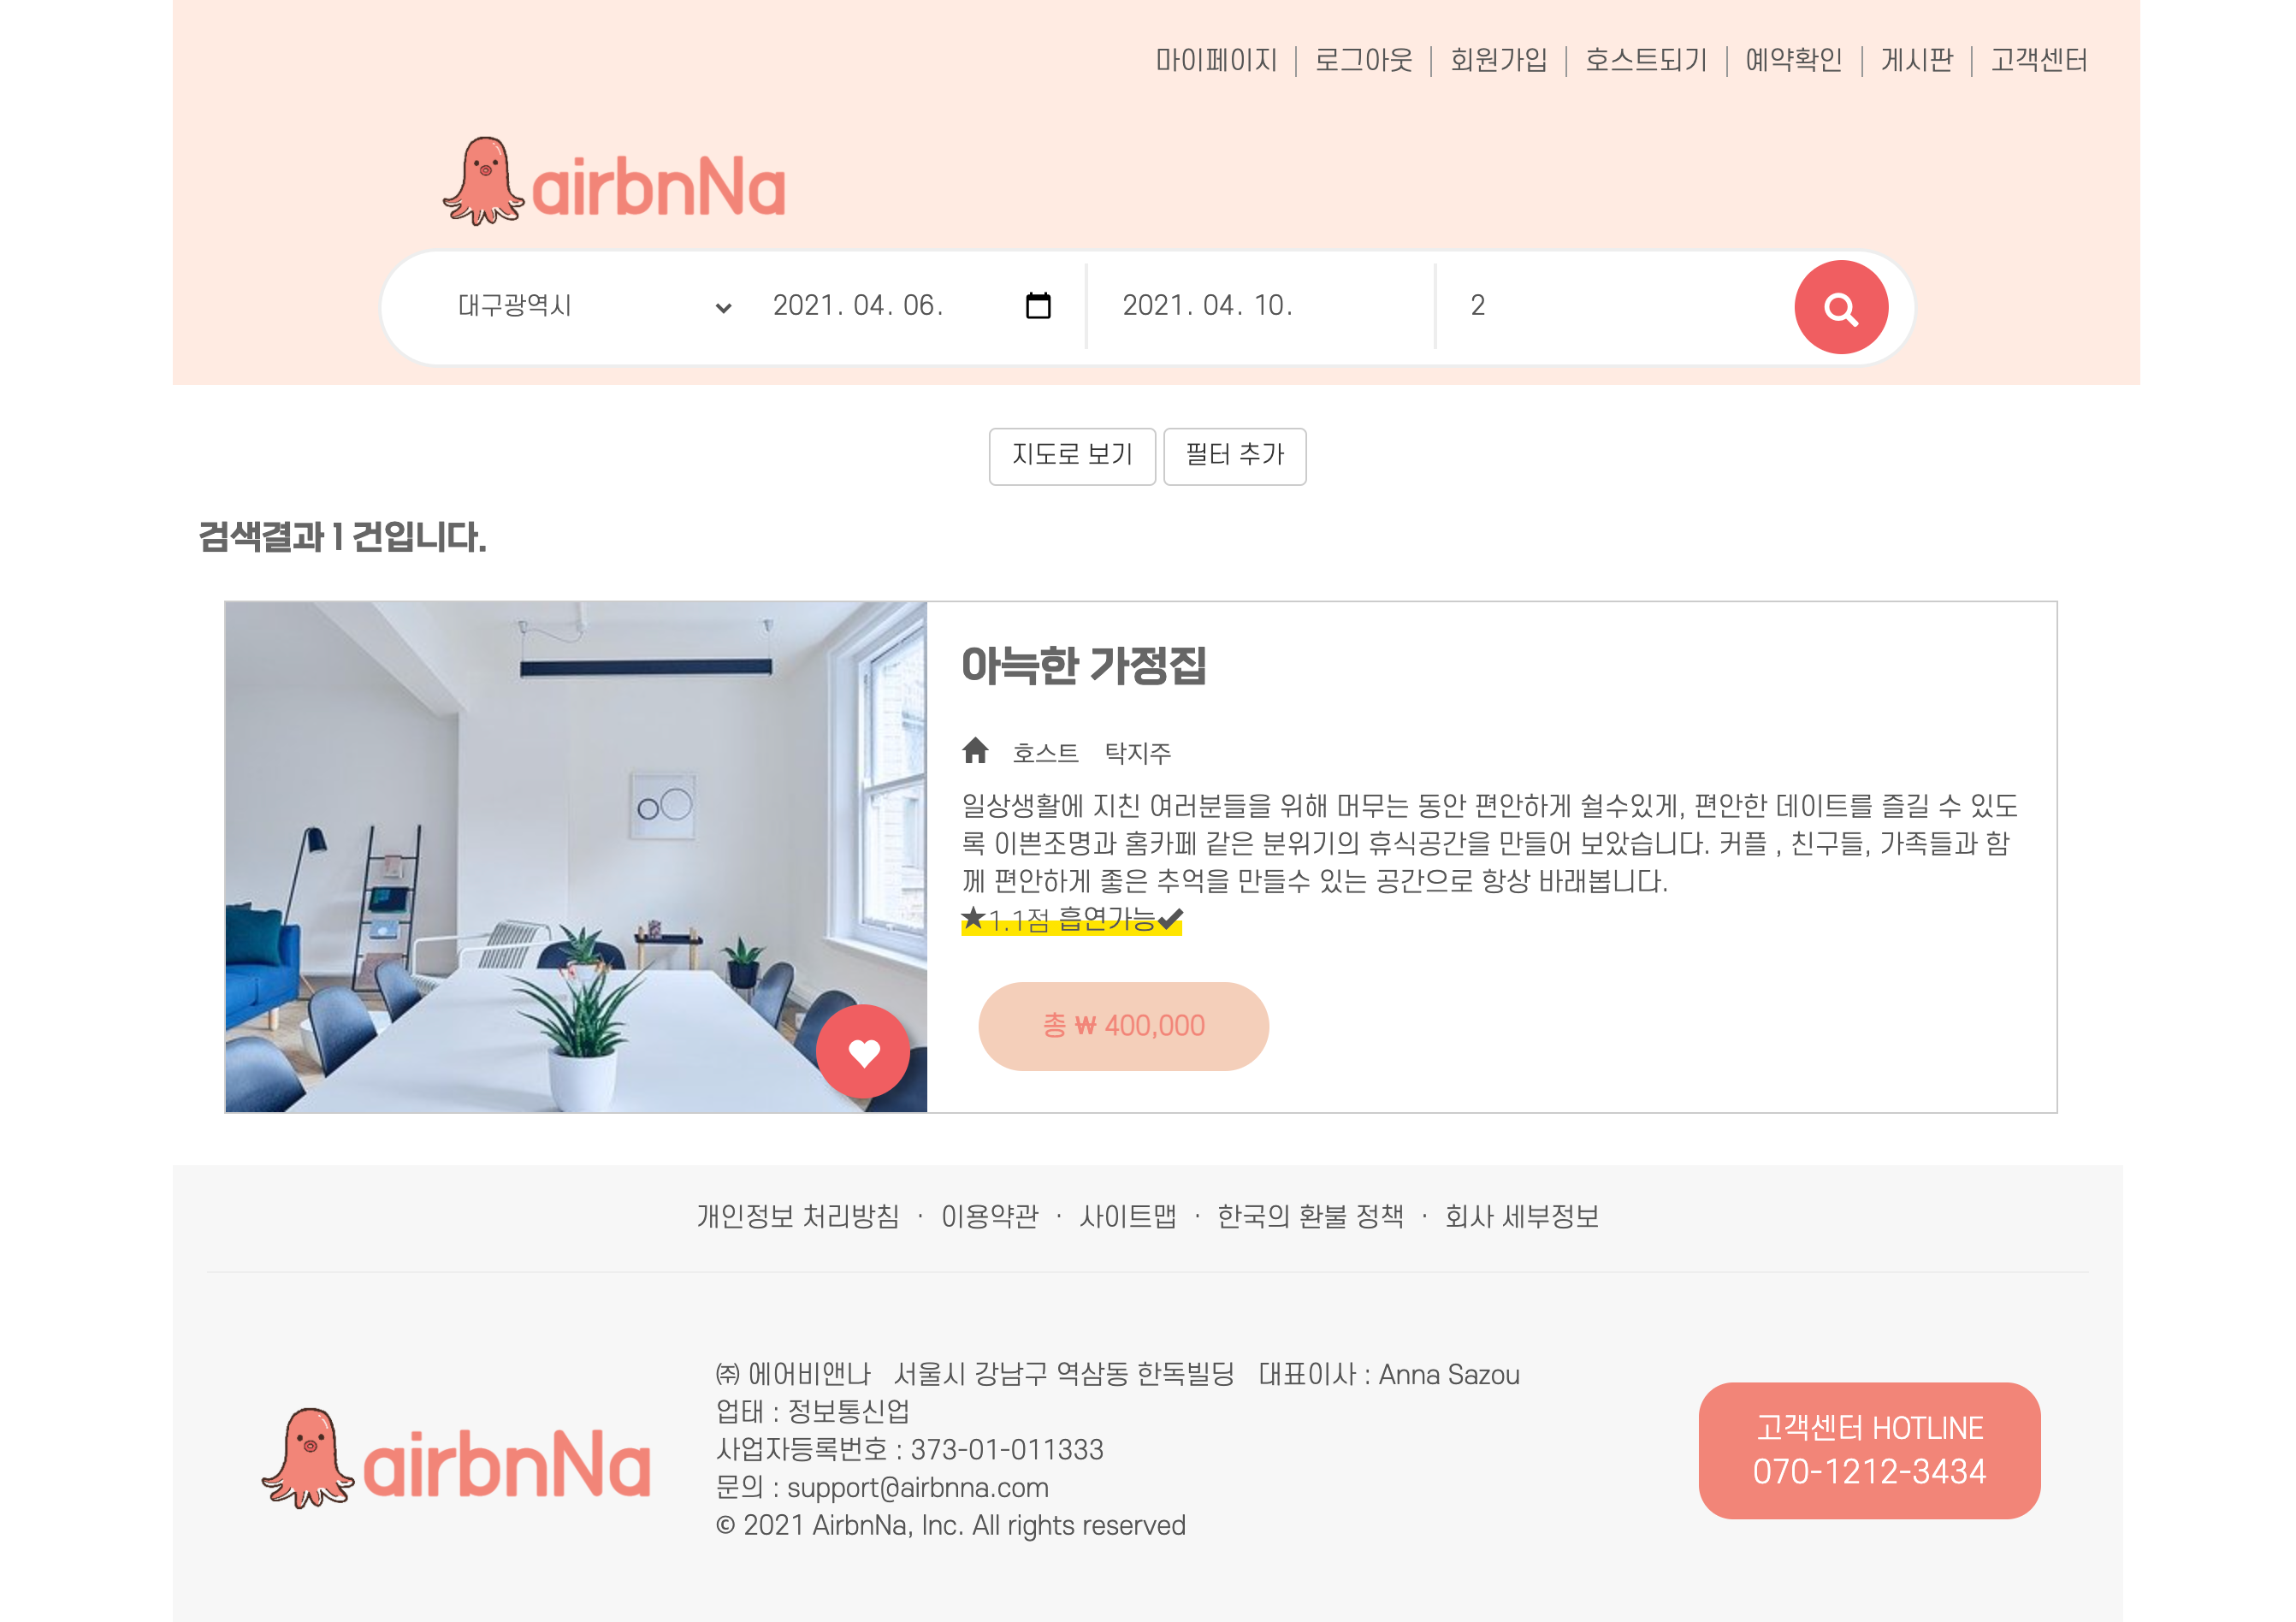 마이페이지 | 로그아웃 | 회원가입 | 호스트되기 | 예약확인 | 게시판 | 고객센터
airbnNa
대구광역시 2021. 04. 06. 2021. 04. 10. 2
지도로 보기 필터 추가
검색결과 1 건입니다.
아늑한 가정집
호스트 탁지주
일상생활에 지친 여러분들을 위해 머무는 동안 편안하게 쉴수있게, 편안한 데이트를 즐길 수 있도
록 이쁜조명과 홈카페 같은 분위기의 휴식공간을 만들어 보았습니다. 커플 , 친구들, 가족들과 함
께 편안하게 좋은 추억을 만들수 있는 공간으로 항상 바래봅니다.
★1.1점 흡연가능✔
총 ₩ 400,000
개인정보 처리방침 · 이용약관 · 사이트맵 · 한국의 환불 정책 · 회사 세부정보
airbnNa
㈜ 에어비앤나 서울시 강남구 역삼동 한독빌딩 대표이사 : Anna Sazou
업태 : 정보통신업
사업자등록번호 : 373-01-011333
문의 : support@airbnna.com
© 2021 AirbnNa, Inc. All rights reserved
고객센터 HOTLINE
070-1212-3434